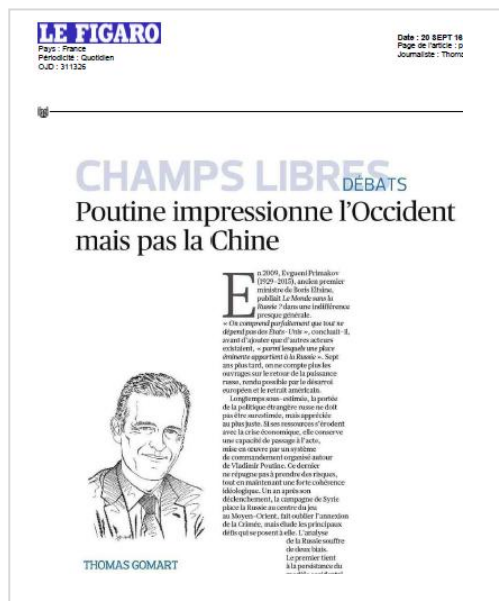 LE FIGARO
Pays : France
Périodicité : Quotidien
OJD : 311326
Date : 20 SEPT 16
Page de l'article : p
Journaliste : Thoma
CHAMPS LIBRES
DÉBATS
Poutine impressionne l'Occident
mais pas la Chine
En 2009, Evgueni Primakov
(1929-2015), ancien premier
ministre de Boris Eltsine,
publiait Le Monde sans la
Russie ? dans une indifférence
presque générale.
« On comprend parfaitement que tout ne
dépend pas des États-Unis », concluait-il,
avant d'ajouter que d'autres acteurs
existaient, « parmi lesquels une place
éminente appartient à la Russie ». Sept
ans plus tard, on ne compte plus les
ouvrages sur le retour de la puissance
russe, rendu possible par le désarroi
européen et le retrait américain.
Longtemps sous-estimée, la portée
de la politique étrangère russe ne doit
pas être surestimée, mais appréciée
au plus juste. Si ses ressources s'érodent
avec la crise économique, elle conserve
une capacité de passage à l'acte,
mise en œuvre par un système
de commandement organisé autour
de Vladimir Poutine. Ce dernier
ne répugne pas à prendre des risques,
tout en maintenant une forte cohérence
idéologique. Un an après son
déclenchement, la campagne de Syrie
place la Russie au centre du jeu
au Moyen-Orient, fait oublier l'annexion
de la Crimée, mais élude les principaux
défis qui se posent à elle. L'analyse
de la Russie souffre
de deux biais.
Le premier tient
à la persistance du
THOMAS GOMART